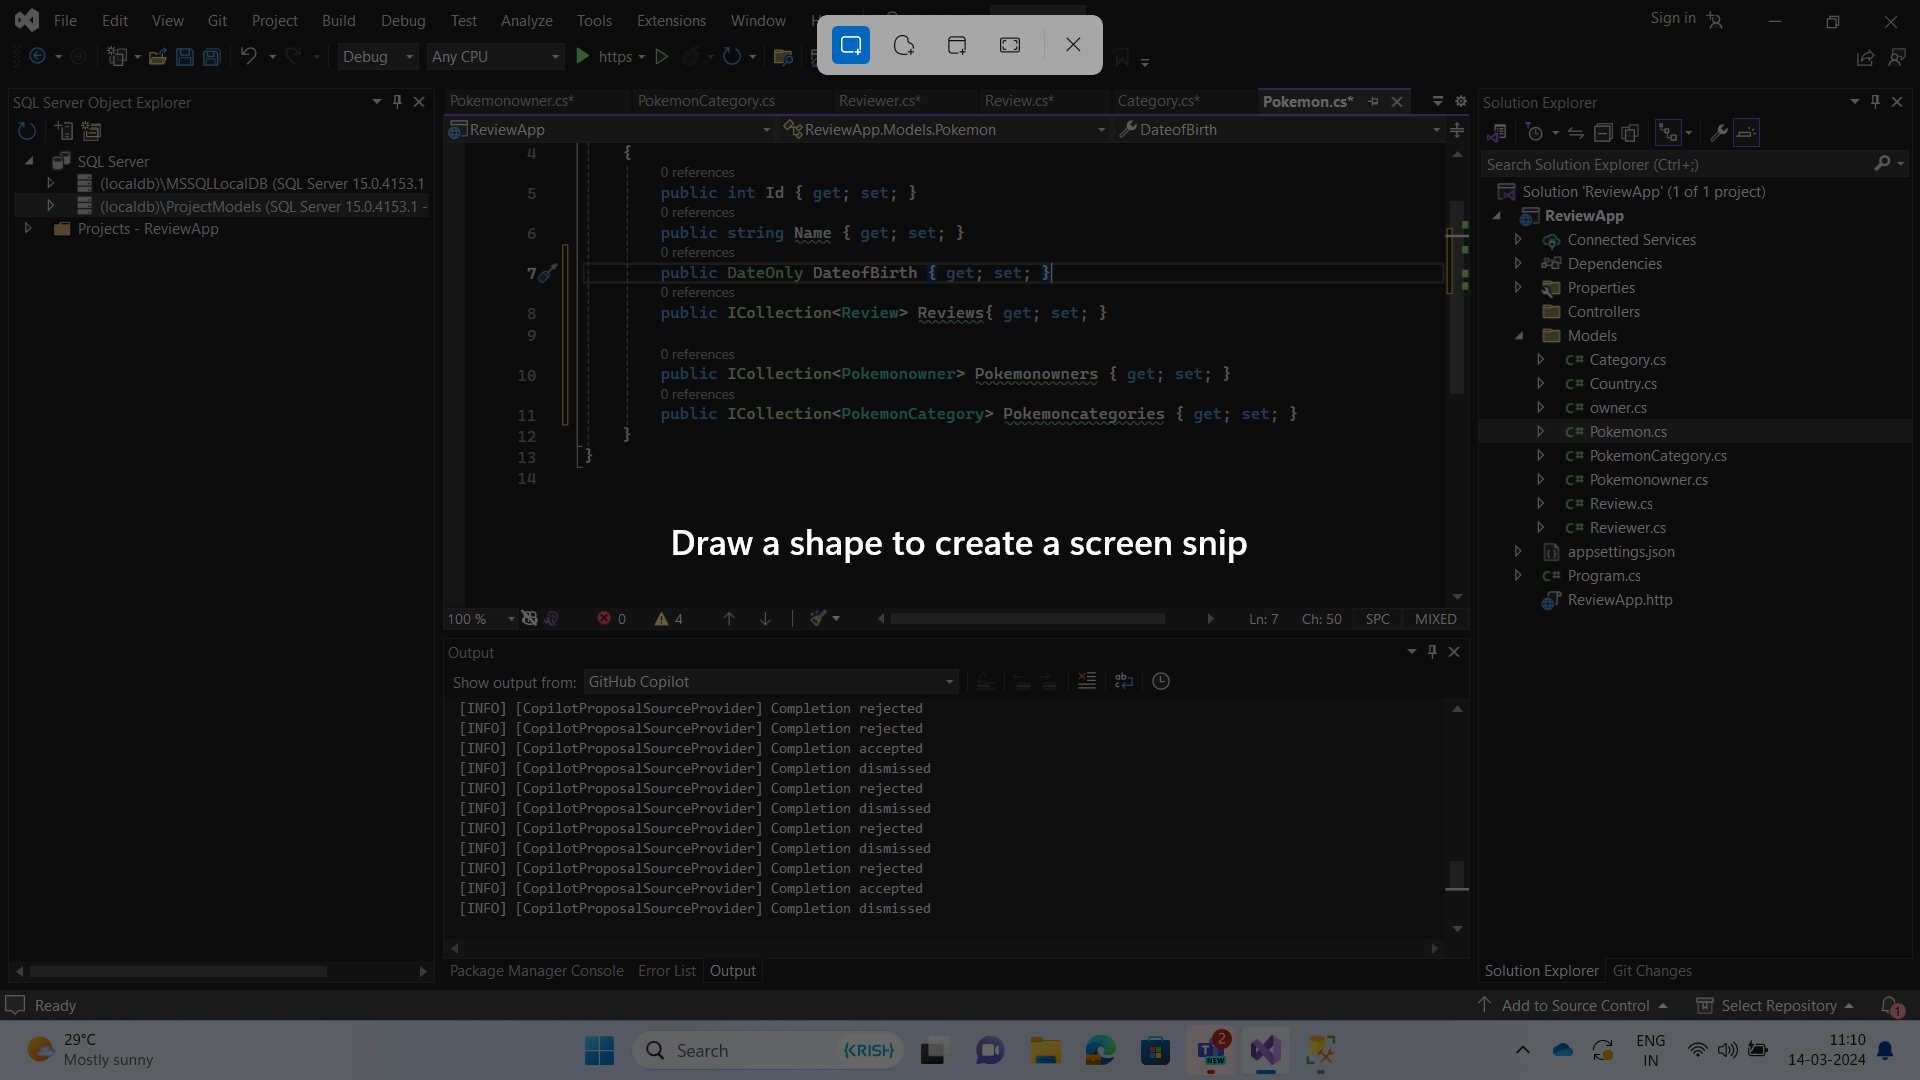 File Edit View Git Project Build Debug Test Analyze Tools Extensions Window
Sign in
Debug Any CPU https
SQL Server Object Explorer
SQL Server
(localdb)\MSSQLLocalDB (SQL Server 15.0.4153.1
(localdb)\ProjectModels (SQL Server 15.0.4153.1 -
Projects - ReviewApp
Pokemonowner.cs* PokemonCategory.cs Reviewer.cs* Review.cs* Category.cs* Pokemon.cs*
ReviewApp ReviewApp.Models.Pokemon DateofBirth
4 {
0 references
5 public int Id { get; set; }
0 references
6 public string Name { get; set; }
0 references
7 public DateOnly DateofBirth { get; set; }
0 references
8 public ICollection<Review> Reviews{ get; set; }
9
0 references
10 public ICollection<Pokemonowner> Pokemonowners { get; set; }
0 references
11 public ICollection<PokemonCategory> Pokemoncategories { get; set; }
12 }
13 }
14
Draw a shape to create a screen snip
100 % 0 4 Ln: 7 Ch: 50 SPC MIXED
Output
Show output from: GitHub Copilot
[INFO] [CopilotProposalSourceProvider] Completion rejected
[INFO] [CopilotProposalSourceProvider] Completion rejected
[INFO] [CopilotProposalSourceProvider] Completion accepted
[INFO] [CopilotProposalSourceProvider] Completion dismissed
[INFO] [CopilotProposalSourceProvider] Completion rejected
[INFO] [CopilotProposalSourceProvider] Completion dismissed
[INFO] [CopilotProposalSourceProvider] Completion rejected
[INFO] [CopilotProposalSourceProvider] Completion dismissed
[INFO] [CopilotProposalSourceProvider] Completion rejected
[INFO] [CopilotProposalSourceProvider] Completion accepted
[INFO] [CopilotProposalSourceProvider] Completion dismissed
Package Manager Console Error List Output
Solution Explorer
Search Solution Explorer (Ctrl+;)
Solution 'ReviewApp' (1 of 1 project)
ReviewApp
Connected Services
Dependencies
Properties
Controllers
Models
C# Category.cs
C# Country.cs
C# owner.cs
C# Pokemon.cs
C# PokemonCategory.cs
C# Pokemonowner.cs
C# Review.cs
C# Reviewer.cs
appsettings.json
C# Program.cs
ReviewApp.http
Solution Explorer Git Changes
Ready Add to Source Control Select Repository 1
29°C
Mostly sunny
Search KRISH
2
NEW
ENG
IN
11:10
14-03-2024